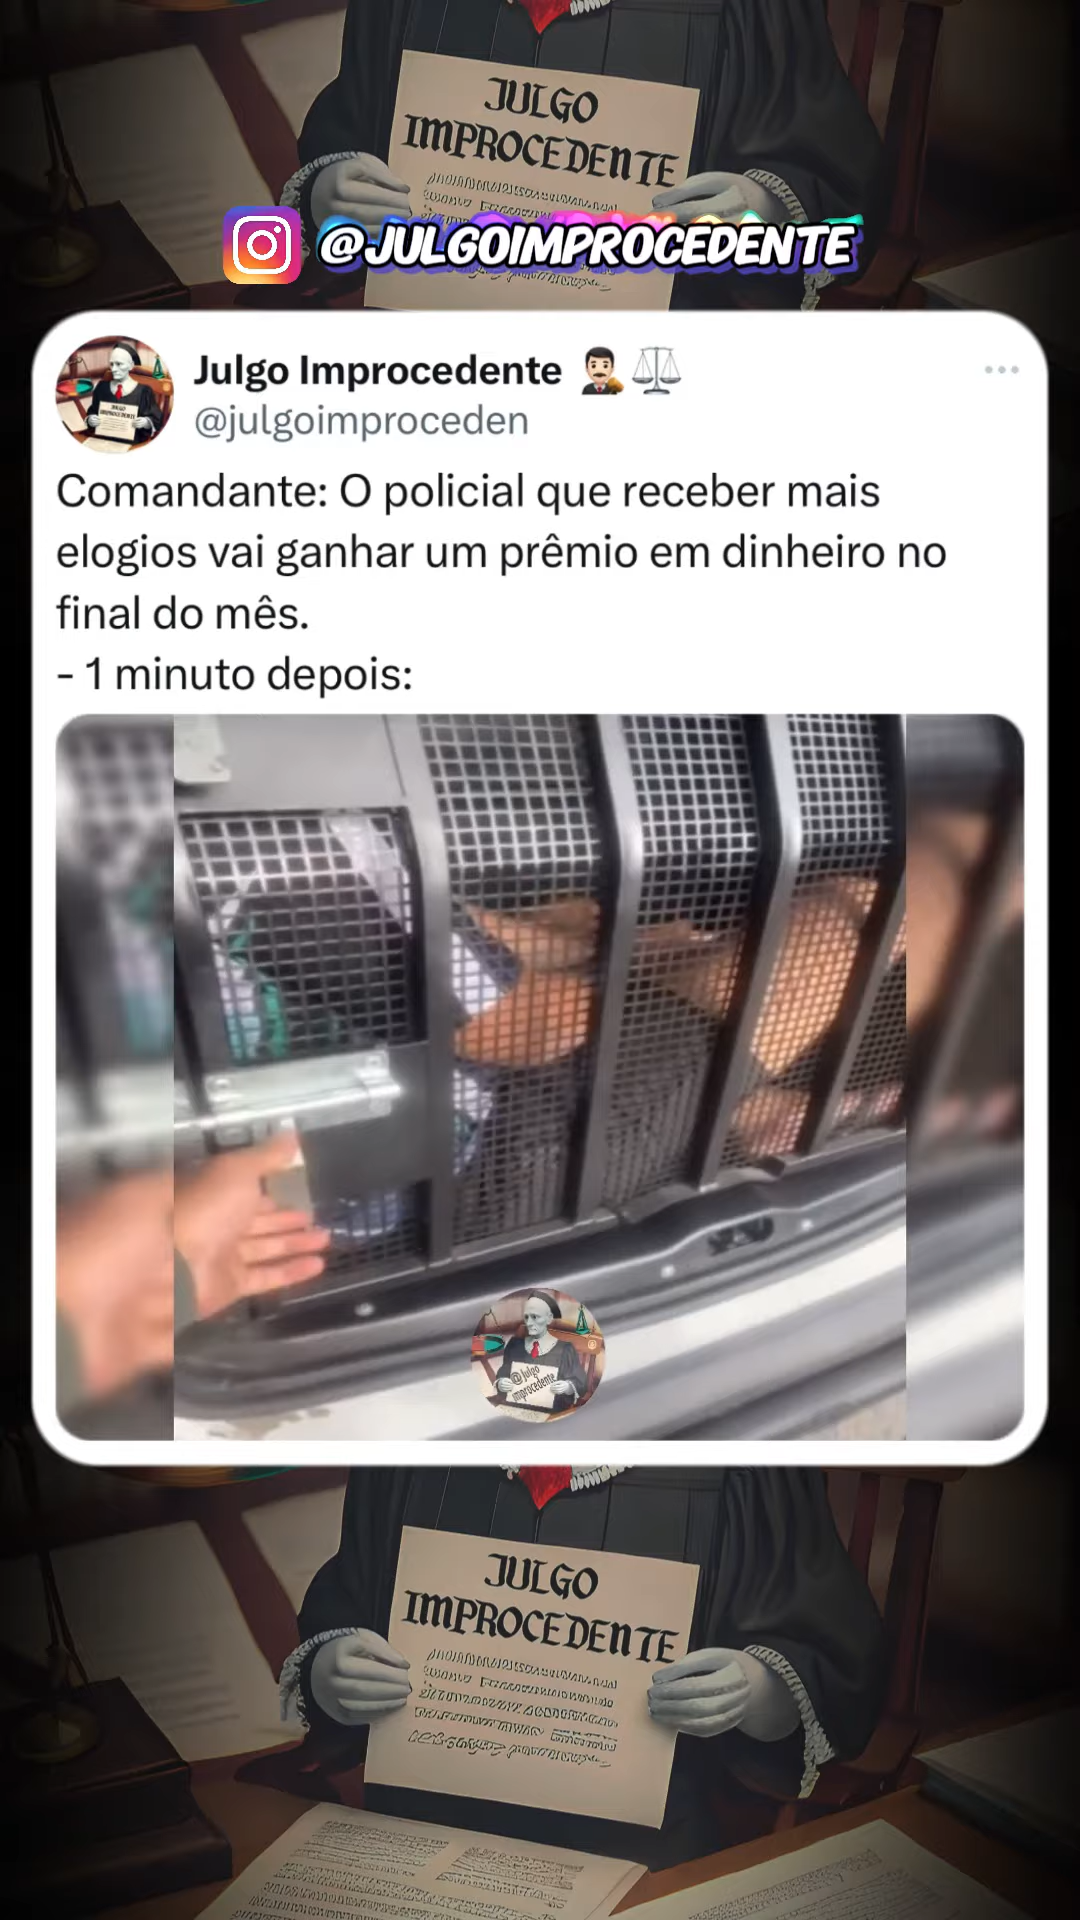 JULGO
IMPROCEDENTE
@JULGOIMPROCEDENTE
Julgo Improcedente
@julgoimproceden
Comandante: O policial que receber mais
elogios vai ganhar um prêmio em dinheiro no
final do mês.
- 1 minuto depois:
@julgo
improcedente
JULGO
IMPROCEDENTE